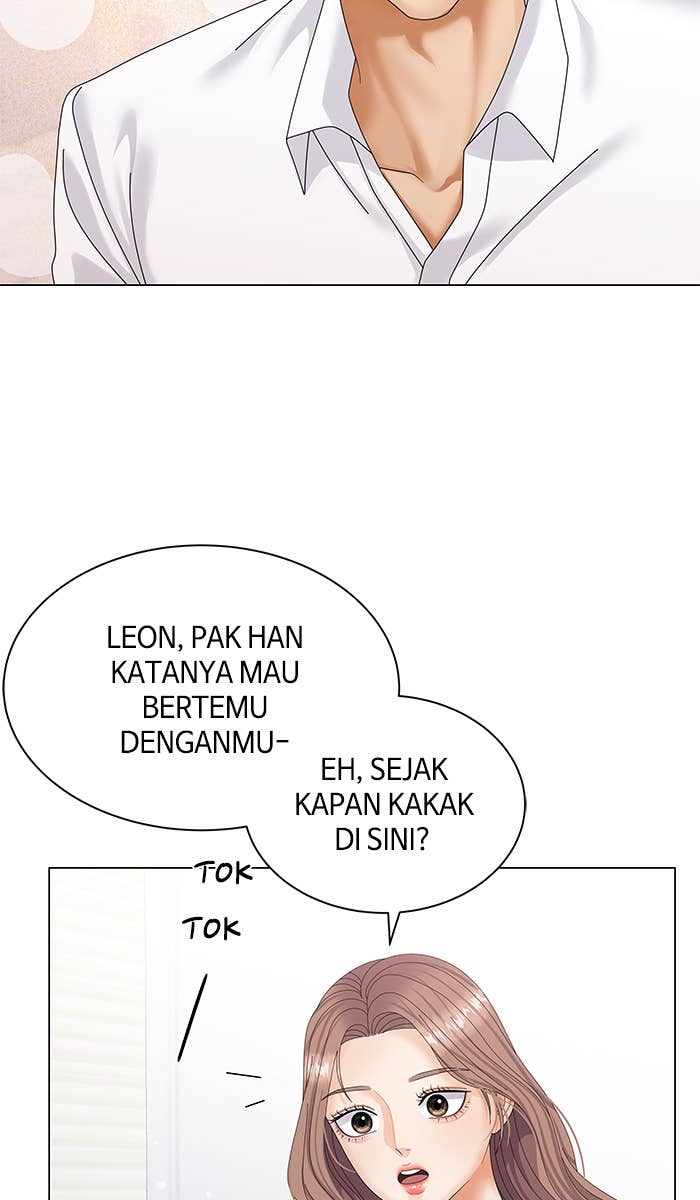 LEON, PAK HAN
KATANYA MAU
BERTEMU
DENGANMU-
EH, SEJAK
KAPAN KAKAK
DI SINI?
TOK
TOK